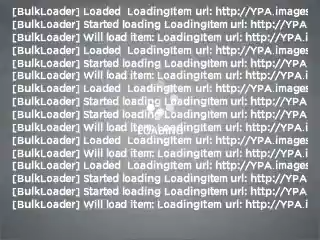 [BulkLoader] Loaded LoadingItem url: http://YPA.images
[BulkLoader] Started loading LoadingItem url: http://YPA
[BulkLoader] Will load item: LoadingItem url: http://YPA.i
[BulkLoader] Loaded LoadingItem url: http://YPA.images
[BulkLoader] Started loading LoadingItem url: http://YPA
[BulkLoader] Will load item: LoadingItem url: http://YPA.i
[BulkLoader] Loaded LoadingItem url: http://YPA.images
[BulkLoader] Started loading LoadingItem url: http://YPA
[BulkLoader] Started loading LoadingItem url: http://YPA
[BulkLoader] Will load item: LoadingItem url: http://YPA.i
LOADING
[BulkLoader] Loaded LoadingItem url: http://YPA.images
[BulkLoader] Will load item: LoadingItem url: http://YPA.i
[BulkLoader] Loaded LoadingItem url: http://YPA.images
[BulkLoader] Started loading LoadingItem url: http://YPA
[BulkLoader] Started loading LoadingItem url: http://YPA
[BulkLoader] Will load item: LoadingItem url: http://YPA.i